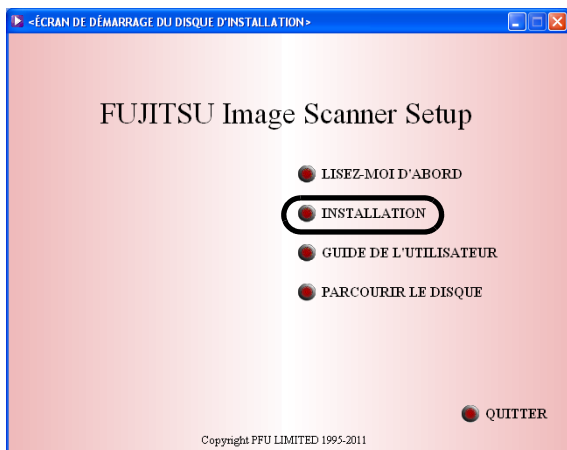 <ÉCRAN DE DÉMARRAGE DU DISQUE D'INSTALLATION>
FUJITSU Image Scanner Setup
LISEZ-MOI D'ABORD
INSTALLATION
GUIDE DE L'UTILISATEUR
PARCOURIR LE DISQUE
QUITTER
Copyright PFU LIMITED 1995-2011